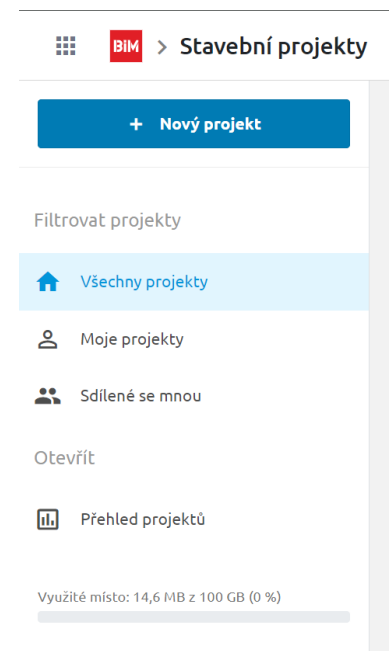 BiM > Stavební projekty
+ Nový projekt
Filtrovat projekty
Všechny projekty
Moje projekty
Sdílené se mnou
Otevřít
Přehled projektů
Využité místo: 14,6 MB z 100 GB (0 %)